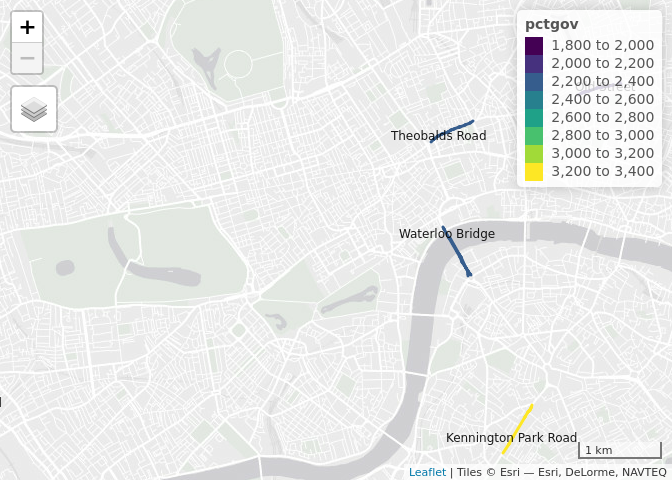 +
−
pctgov
1,800 to 2,000
2,000 to 2,200
2,200 to 2,400
2,400 to 2,600
2,600 to 2,800
2,800 to 3,000
3,000 to 3,200
3,200 to 3,400
Theobalds Road
Waterloo Bridge
Kennington Park Road
1 km
Leaflet | Tiles © Esri — Esri, DeLorme, NAVTEQ